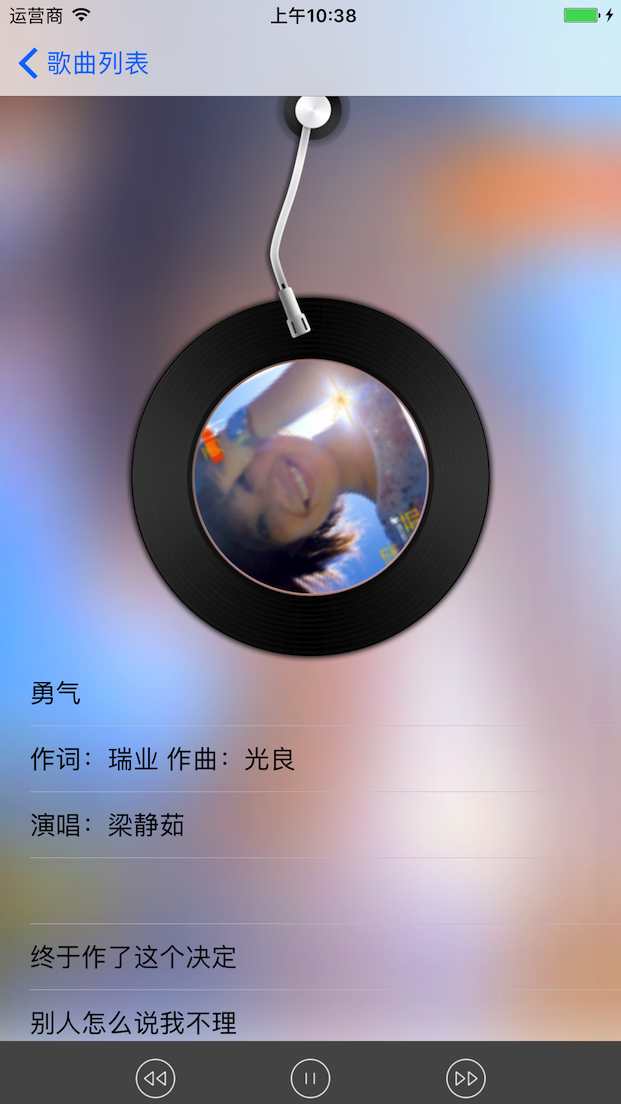 运营商
上午10:38
歌曲列表
勇气
作词：瑞业 作曲：光良
演唱：梁静茹
终于作了这个决定
别人怎么说我不理